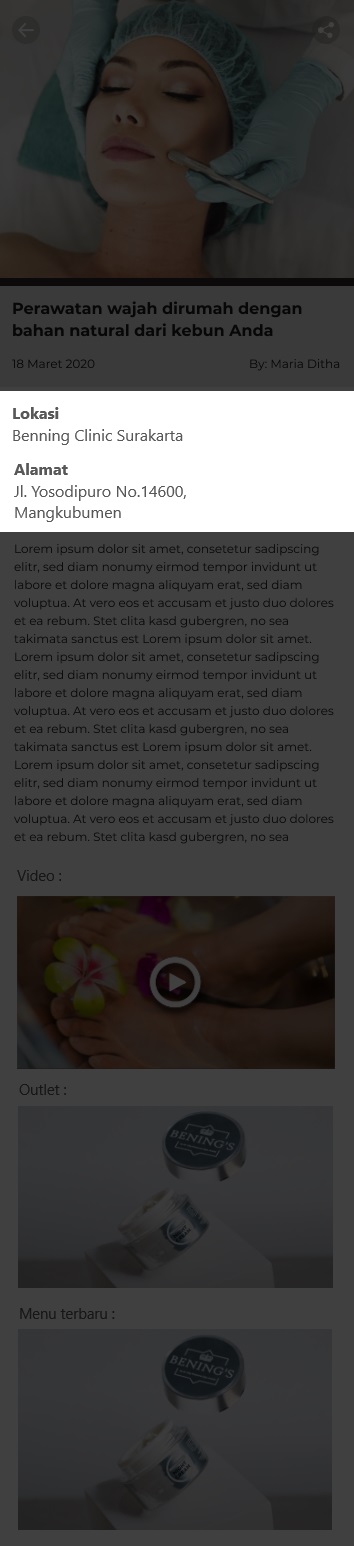 Perawatan wajah dirumah dengan
bahan natural dari kebun Anda
18 Maret 2020 By: Maria Ditha
Lokasi
Benning Clinic Surakarta
Alamat
Jl. Yosodipuro No.14600,
Mangkubumen
Lorem ipsum dolor sit amet, consetetur sadipscing
elitr, sed diam nonumy eirmod tempor invidunt ut
labore et dolore magna aliquyam erat, sed diam
voluptua. At vero eos et accusam et justo duo dolores
et ea rebum. Stet clita kasd gubergren, no sea
takimata sanctus est Lorem ipsum dolor sit amet.
Lorem ipsum dolor sit amet, consetetur sadipscing
elitr, sed diam nonumy eirmod tempor invidunt ut
labore et dolore magna aliquyam erat, sed diam
voluptua. At vero eos et accusam et justo duo dolores
et ea rebum. Stet clita kasd gubergren, no sea
takimata sanctus est Lorem ipsum dolor sit amet.
Lorem ipsum dolor sit amet, consetetur sadipscing
elitr, sed diam nonumy eirmod tempor invidunt ut
labore et dolore magna aliquyam erat, sed diam
voluptua. At vero eos et accusam et justo duo dolores
et ea rebum. Stet clita kasd gubergren, no sea
Video :
Outlet :
BENING'S
Menu terbaru :
BENING'S